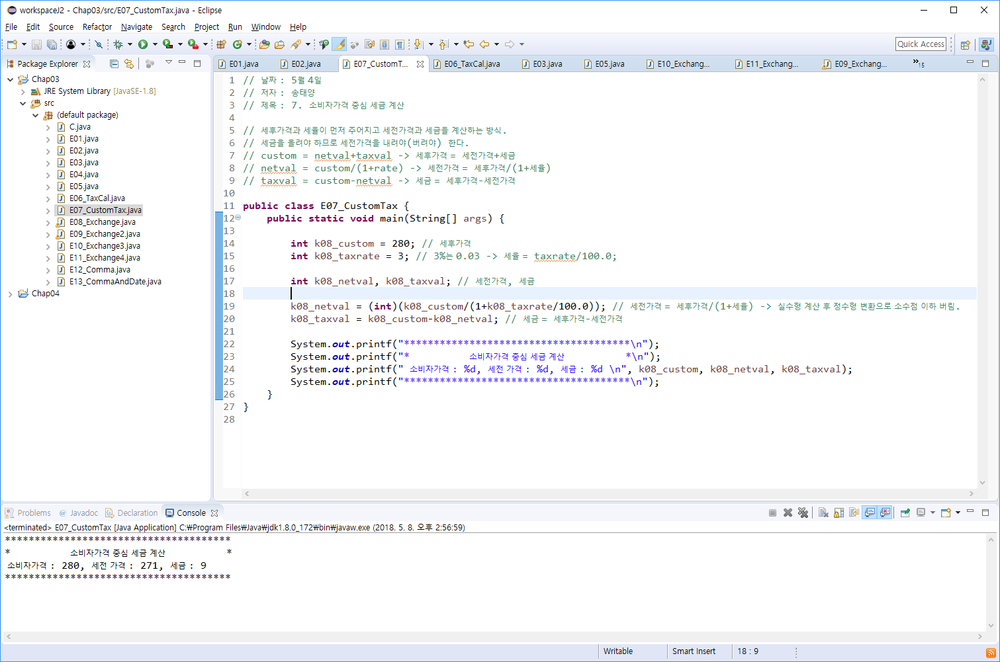 workspaceJ2 - Chap03/src/E07_CustomTax.java - Eclipse
File Edit Source Refactor Navigate Search Project Run Window Help
Quick Access
Package Explorer
E01.java E02.java E07_CustomT... E06_TaxCal.java E03.java E05.java E10_Exchang... E11_Exchang... E09_Exchang... »15
Chap03
JRE System Library [JavaSE-1.8]
src
(default package)
C.java
E01.java
E02.java
E03.java
E04.java
E05.java
E06_TaxCal.java
E07_CustomTax.java
E08_Exchange.java
E09_Exchange2.java
E10_Exchange3.java
E11_Exchange4.java
E12_Comma.java
E13_CommaAndDate.java
Chap04
1 // 날짜 : 5월 4일
2 // 저자 : 송태양
3 // 제목 : 7. 소비자가격 중심 세금 계산
4
5 // 세후가격과 세율이 먼저 주어지고 세전가격과 세금을 계산하는 방식.
6 // 세금을 올려야 하므로 세전가격을 내려야(버려야) 한다.
7 // custom = netval+taxval -> 세후가격 = 세전가격+세금
8 // netval = custom/(1+rate) -> 세전가격 = 세후가격/(1+세율)
9 // taxval = custom-netval -> 세금 = 세후가격-세전가격
10
11 public class E07_CustomTax {
12 public static void main(String[] args) {
13
14 int k08_custom = 280; // 세후가격
15 int k08_taxrate = 3; // 3%는 0.03 -> 세율 = taxrate/100.0;
16
17 int k08_netval, k08_taxval; // 세전가격, 세금
18
19 k08_netval = (int)(k08_custom/(1+k08_taxrate/100.0)); // 세전가격 = 세후가격/(1+세율) -> 실수형 계산 후 정수형 변환으로 소수점 이하 버림.
20 k08_taxval = k08_custom-k08_netval; // 세금 = 세후가격-세전가격
21
22 System.out.printf("**************************************\n");
23 System.out.printf("* 소비자가격 중심 세금 계산 *\n");
24 System.out.printf(" 소비자가격 : %d, 세전 가격 : %d, 세금 : %d \n", k08_custom, k08_netval, k08_taxval);
25 System.out.printf("**************************************\n");
26 }
27 }
28
Problems Javadoc Declaration Console
<terminated> E07_CustomTax [Java Application] C:₩Program Files₩Java₩jdk1.8.0_172₩bin₩javaw.exe (2018. 5. 8. 오후 2:56:59)
**************************************
* 소비자가격 중심 세금 계산 *
소비자가격 : 280, 세전 가격 : 271, 세금 : 9
**************************************
Writable Smart Insert 18 : 9